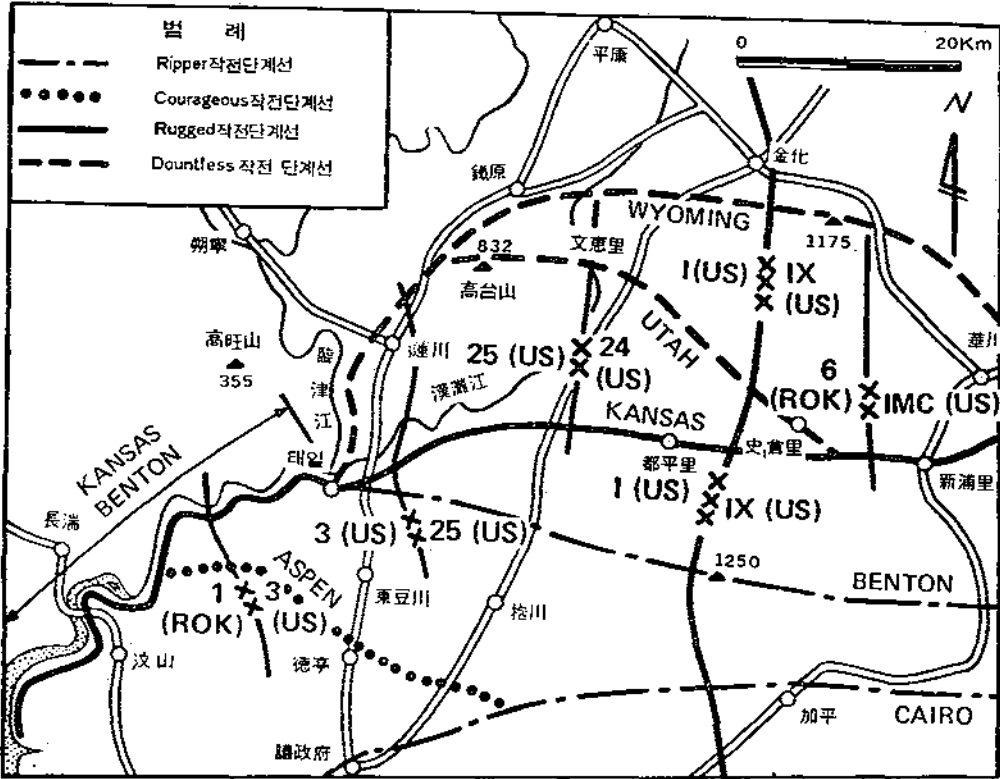 범 례
Ripper작전단계선
Courageous작전단계선
Rugged작전단계선
Dountless 작전 단계선
0 20Km
N
平康
金化
鐵原
朔寧
WYOMING
1175
832
文惠里
高台山
I (US)
IX (US)
高旺山
355
漣川
25 (US)
24 (US)
UTAH
漢灘江
津江
華川
6 (ROK)
IMC (US)
KANSAS
都平里
史倉里
新浦里
KANSAS
BENTON
태일
長湍
3 (US)
25 (US)
I (US)
IX (US)
1250
BENTON
ASPEN
1 (ROK)
3 (US)
東豆川
抱川
汶山
徳亭
加平
CAIRO
議政府